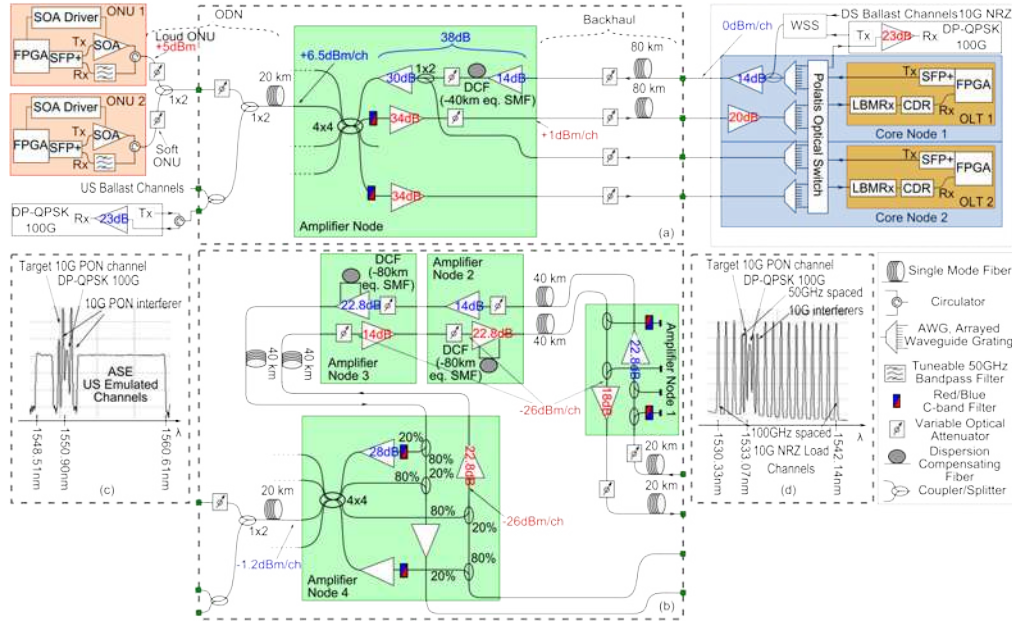 ONU 1
SOA Driver
Tx
SOA
FPGA
SFP+
Rx
Loud ONU
+5dBm
1x2
ONU 2
SOA Driver
Tx
SOA
FPGA
SFP+
Rx
Soft
ONU
US Ballast Channels
DP-QPSK
100G
Rx
23dB
Tx
ODN
20
km
1x2
+6.5dBm/ch
38dB
30dB
1x2
14dB
DCF
(-40km eq. SMF)
4x4
34dB
+1dBm/ch
34dB
Amplifier Node
(a)
Backhaul
80
km
80
km
0dBm/ch
DS Ballast Channels10G NRZ
WSS
Tx
23dB
Rx
DP-QPSK
100G
14dB
20dB
Polatis Optical Switch
Tx
SFP+
FPGA
LBMRx
CDR
Rx
OLT 1
Core Node 1
Tx
SFP+
FPGA
LBMRx
CDR
Rx
OLT 2
Core Node 2
Target 10G PON channel
DP-QPSK 100G
10G PON interferer
ASE
US Emulated
Channels
λ
1548.51nm
1550.90nm
1560.61nm
(c)
DCF
(-80km
eq. SMF)
22.8dB
14dB
Amplifier
Node 3
Amplifier
Node 2
14dB
22.8dB
DCF
(-80km
eq. SMF)
40 km
40 km
40 km
40 km
-26dBm/ch
22.8dB
18dB
Amplifier Node 1
20 km
20 km
20 km
1x2
-1.2dBm/ch
4x4
28dB
20%
80%
20%
80%
22.8dB
-26dBm/ch
80%
20%
80%
20%
Amplifier
Node 4
(b)
Target 10G PON channel
DP-QPSK 100G
50GHz spaced
10G interferers
λ
100GHz spaced
10G NRZ Load
Channels
1530.33nm
1533.07nm
1542.14nm
(d)
Single Mode Fiber
Circulator
AWG, Arrayed
Waveguide Grating
Tuneable 50GHz
Bandpass Filter
Red/Blue
C-band Filter
Variable Optical
Attenuator
Dispersion
Compensating
Fiber
Coupler/Splitter